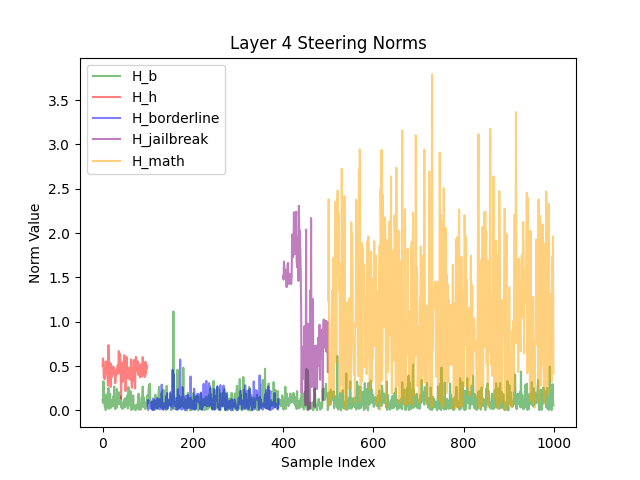 Layer 4 Steering Norms
H_b
H_h
H_borderline
H_jailbreak
H_math
Norm Value
3.5
3.0
2.5
2.0
1.5
1.0
0.5
0.0
0 200 400 600 800 1000
Sample Index